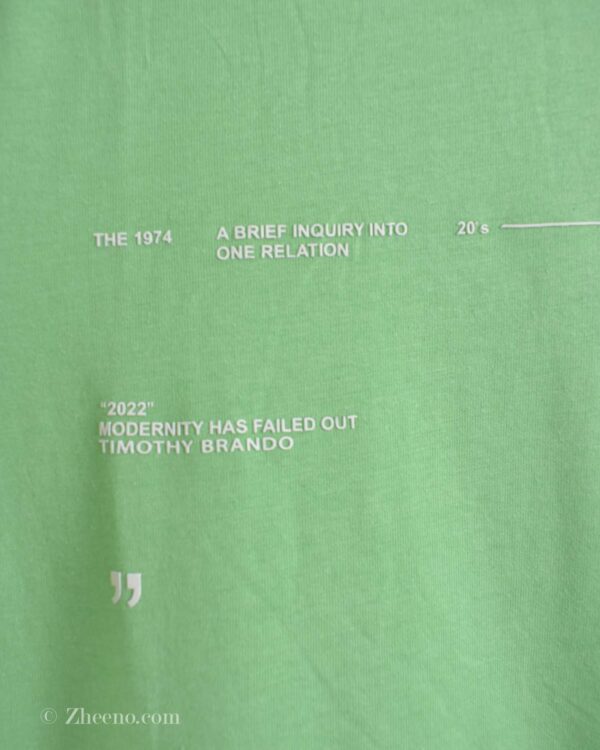 THE 1974
A BRIEF INQUIRY INTO
ONE RELATION
20's
"2022"
MODERNITY HAS FAILED OUT
TIMOTHY BRANDO
”
© Zheeno.com